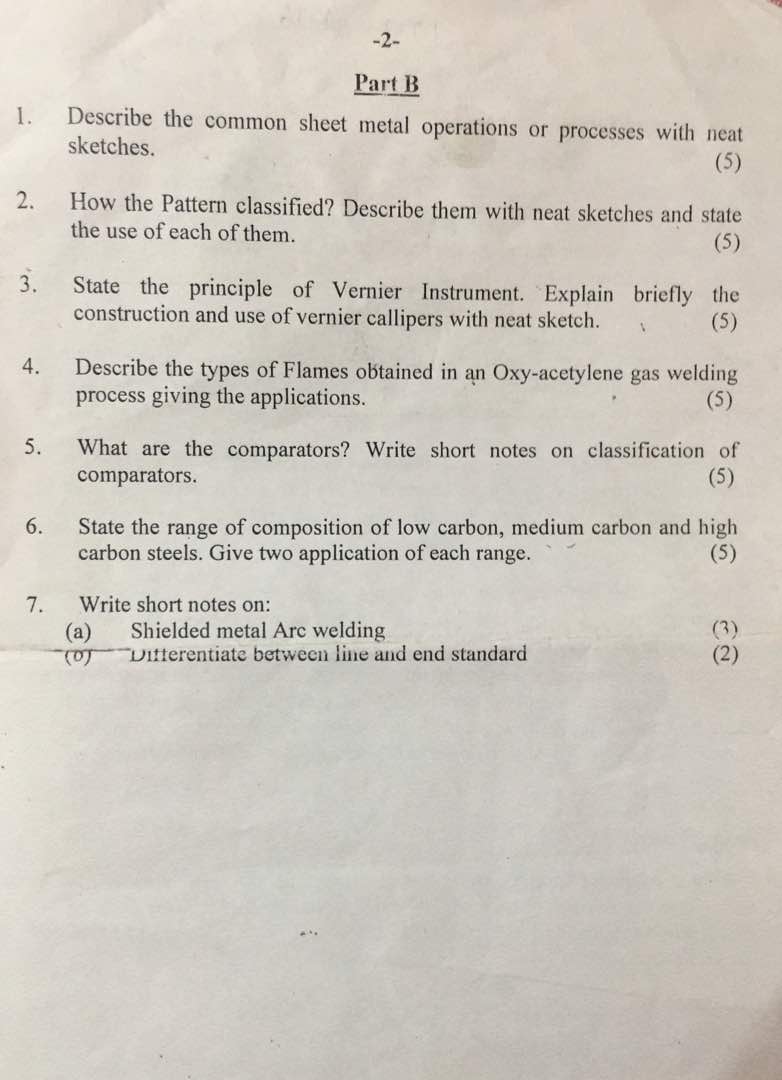 -2-
Part B
1. Describe the common sheet metal operations or processes with neat
sketches. (5)
2. How the Pattern classified? Describe them with neat sketches and state
the use of each of them. (5)
3. State the principle of Vernier Instrument. Explain briefly the
construction and use of vernier callipers with neat sketch. (5)
4. Describe the types of Flames obtained in an Oxy-acetylene gas welding
process giving the applications. (5)
5. What are the comparators? Write short notes on classification of
comparators. (5)
6. State the range of composition of low carbon, medium carbon and high
carbon steels. Give two application of each range. (5)
7. Write short notes on:
(a) Shielded metal Arc welding (3)
(b) Differentiate between line and end standard (2)